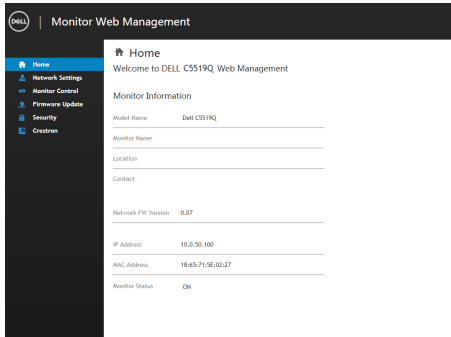 DELL | Monitor Web Management
Home
Network Settings
Monitor Control
Firmware Update
Security
Crestron
Home
Welcome to DELL C5519Q Web Management
Monitor Information
Model Name Dell C5519Q
Monitor Name
Location
Contact
Network FW Version 0.07
IP Address 10.0.50.100
MAC Address 18:65:71:5E:02:27
Monitor Status ON